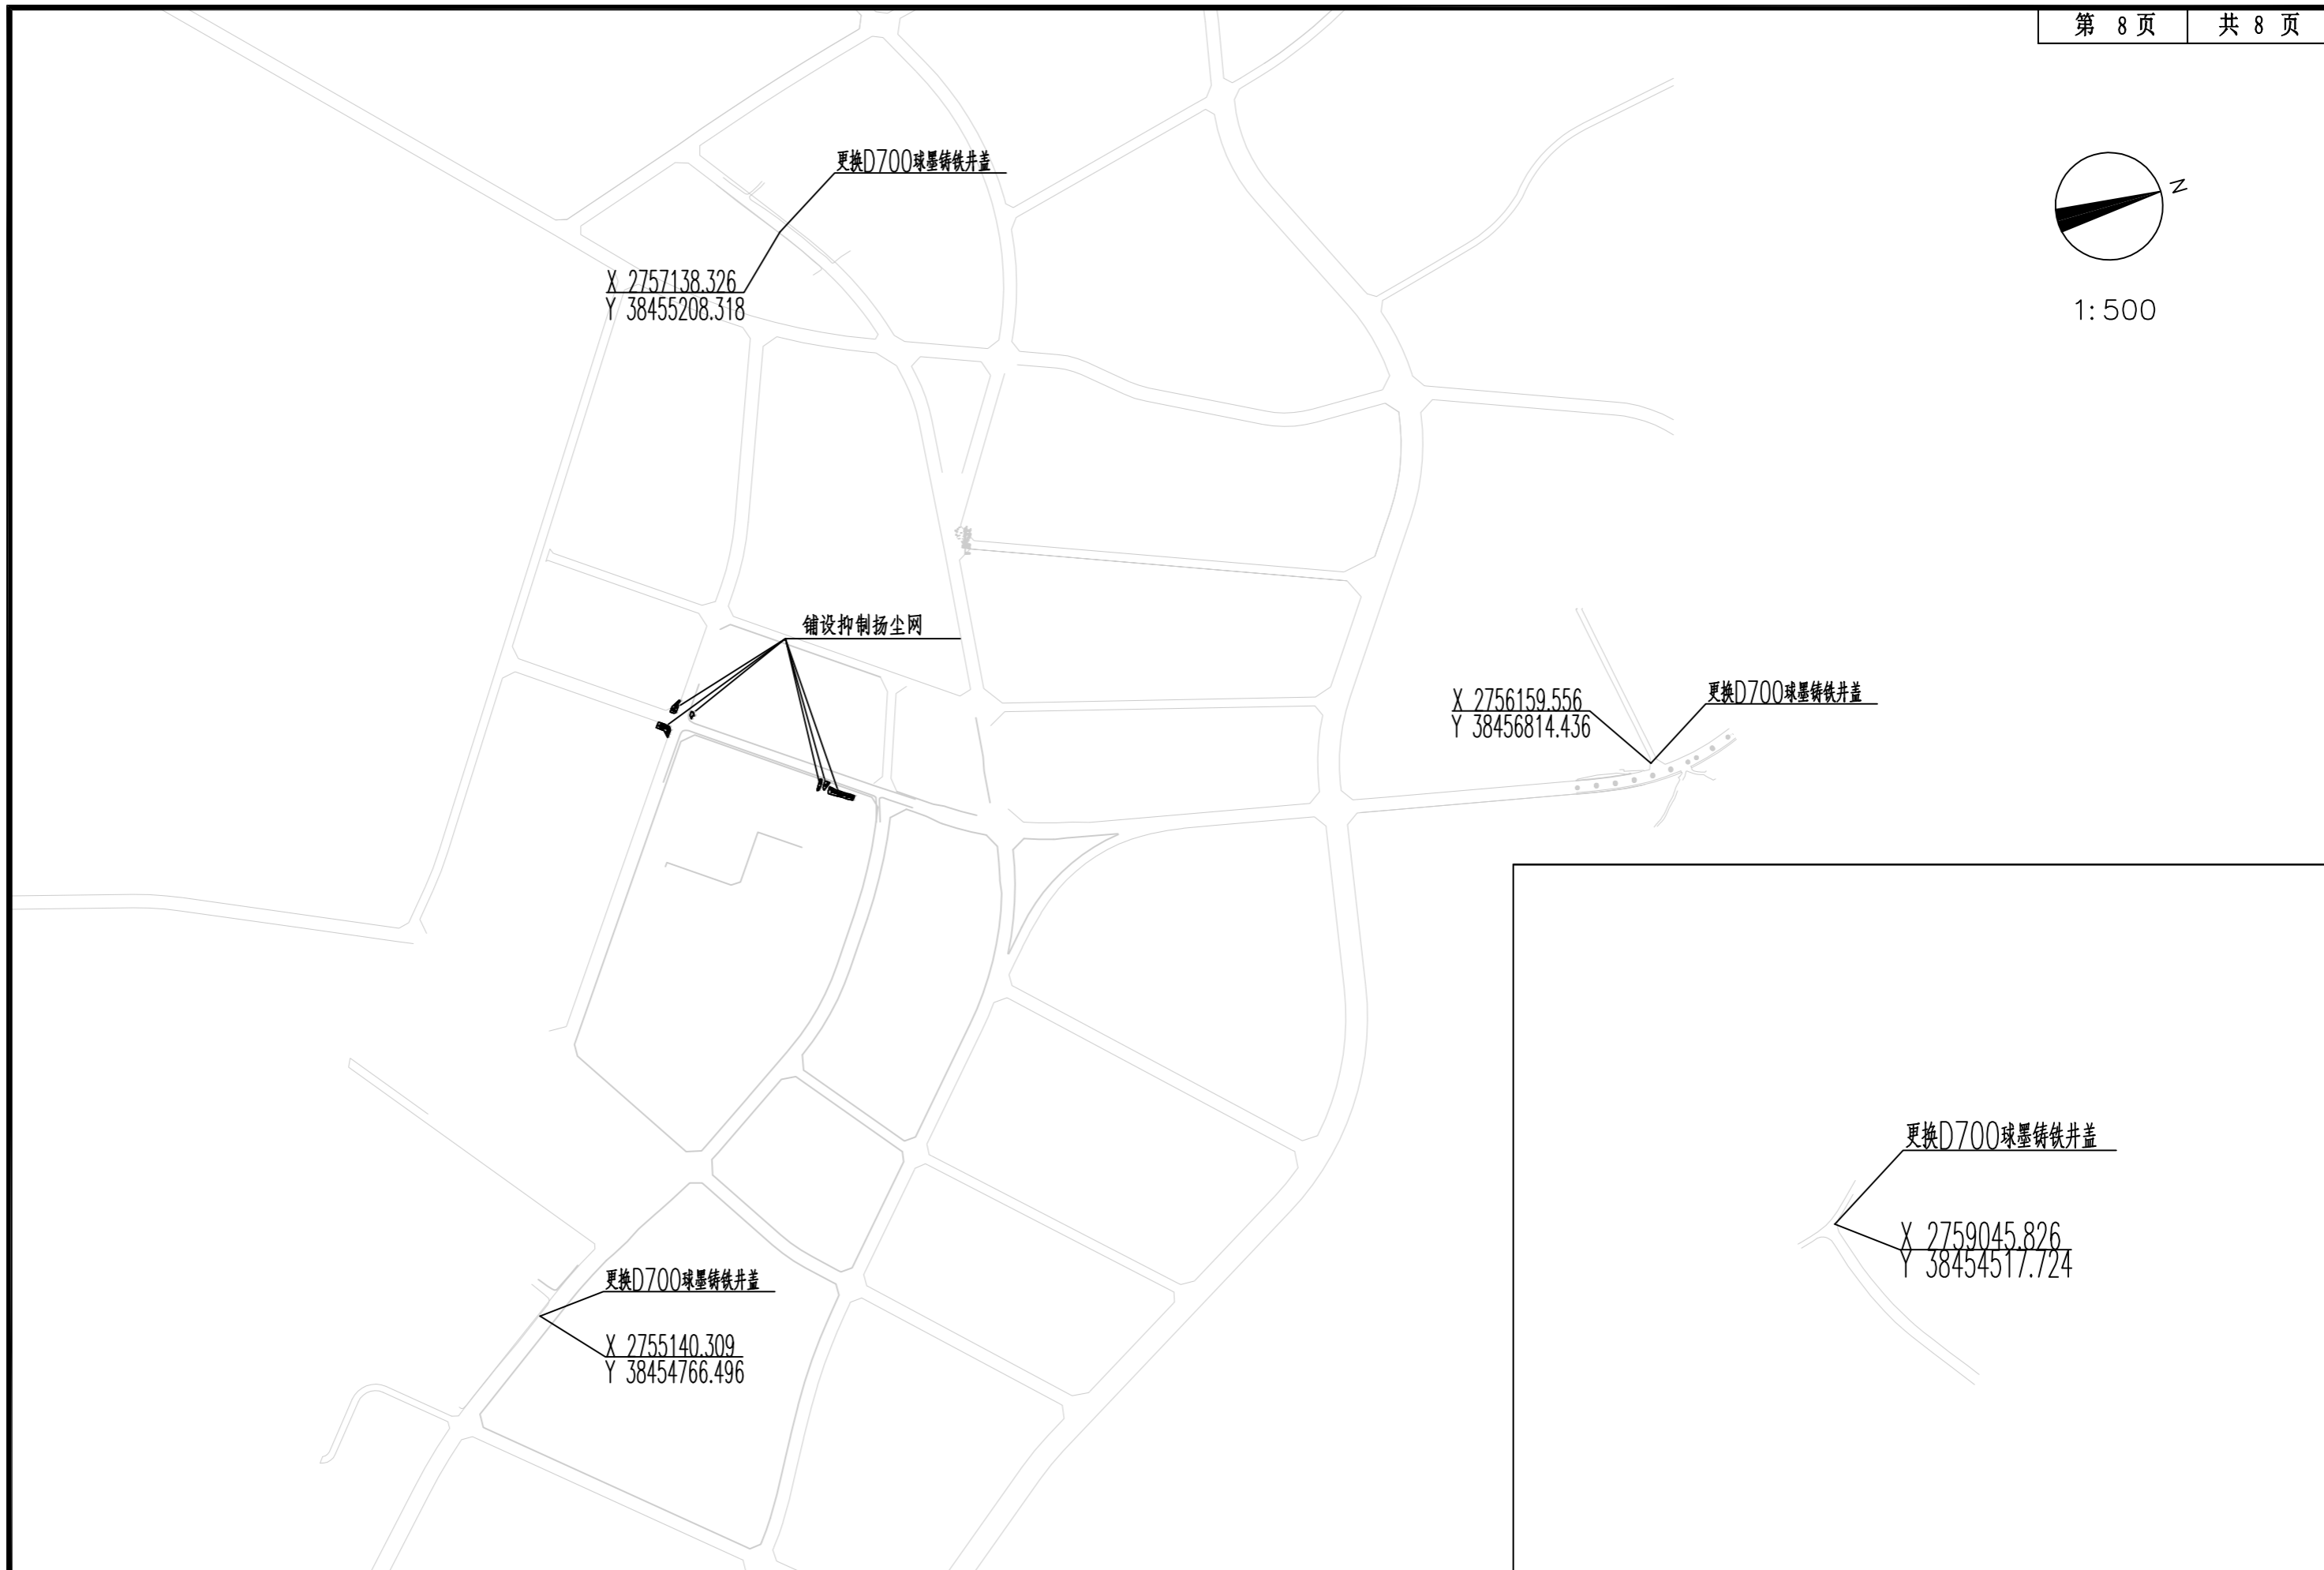 第 8 页 共 8 页
更换D700球墨铸铁井盖
X 2757138.326
Y 38455208.318
N
1:500
铺设抑制扬尘网
X 2756159.556
Y 38456814.436
更换D700球墨铸铁井盖
更换D700球墨铸铁井盖
X 2759045.826
Y 38454517.724
更换D700球墨铸铁井盖
X 2755140.309
Y 38454766.496